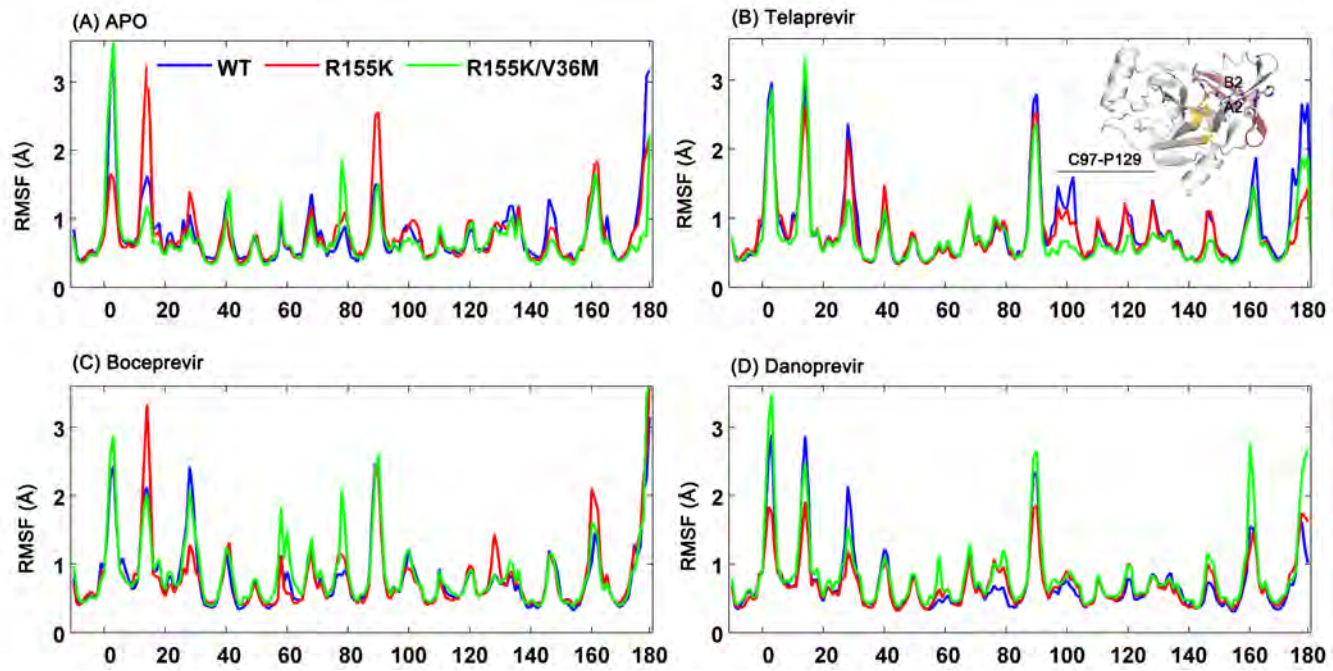 (A) APO
(B) Telaprevir
WT R155K R155K/V36M
B2
A2
C97-P129
RMSF (Å)
3
2
1
0
0 20 40 60 80 100 120 140 160 180
RMSF (Å)
3
2
1
0
0 20 40 60 80 100 120 140 160 180
(C) Boceprevir
(D) Danoprevir
RMSF (Å)
3
2
1
0
0 20 40 60 80 100 120 140 160 180
RMSF (Å)
3
2
1
0
0 20 40 60 80 100 120 140 160 180